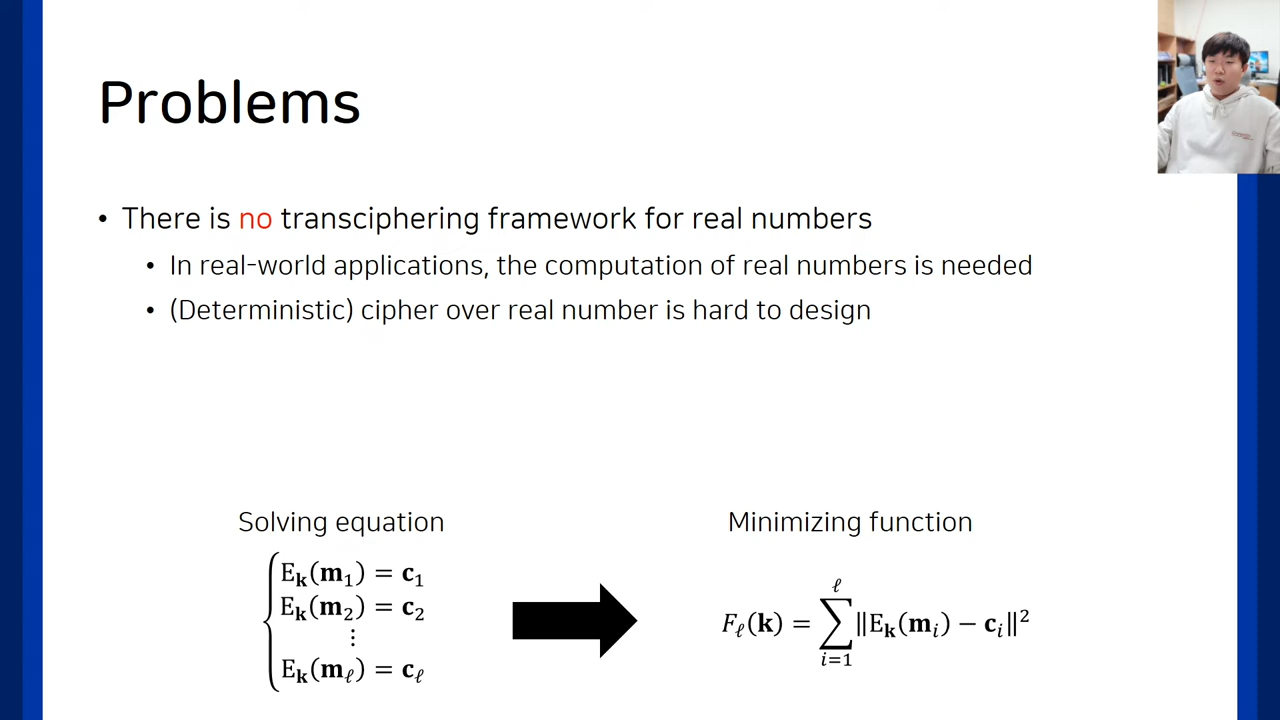 Problems
• There is no transciphering framework for real numbers
• In real-world applications, the computation of real numbers is needed
• (Deterministic) cipher over real number is hard to design
Solving equation
E𝐤(𝐦₁) = 𝐜₁
E𝐤(𝐦₂) = 𝐜₂
⋮
E𝐤(𝐦ℓ) = 𝐜ℓ
Minimizing function
Fℓ(𝐤) = ∑ᵢ₌₁^ℓ ‖E𝐤(𝐦ᵢ) − 𝐜ᵢ‖²